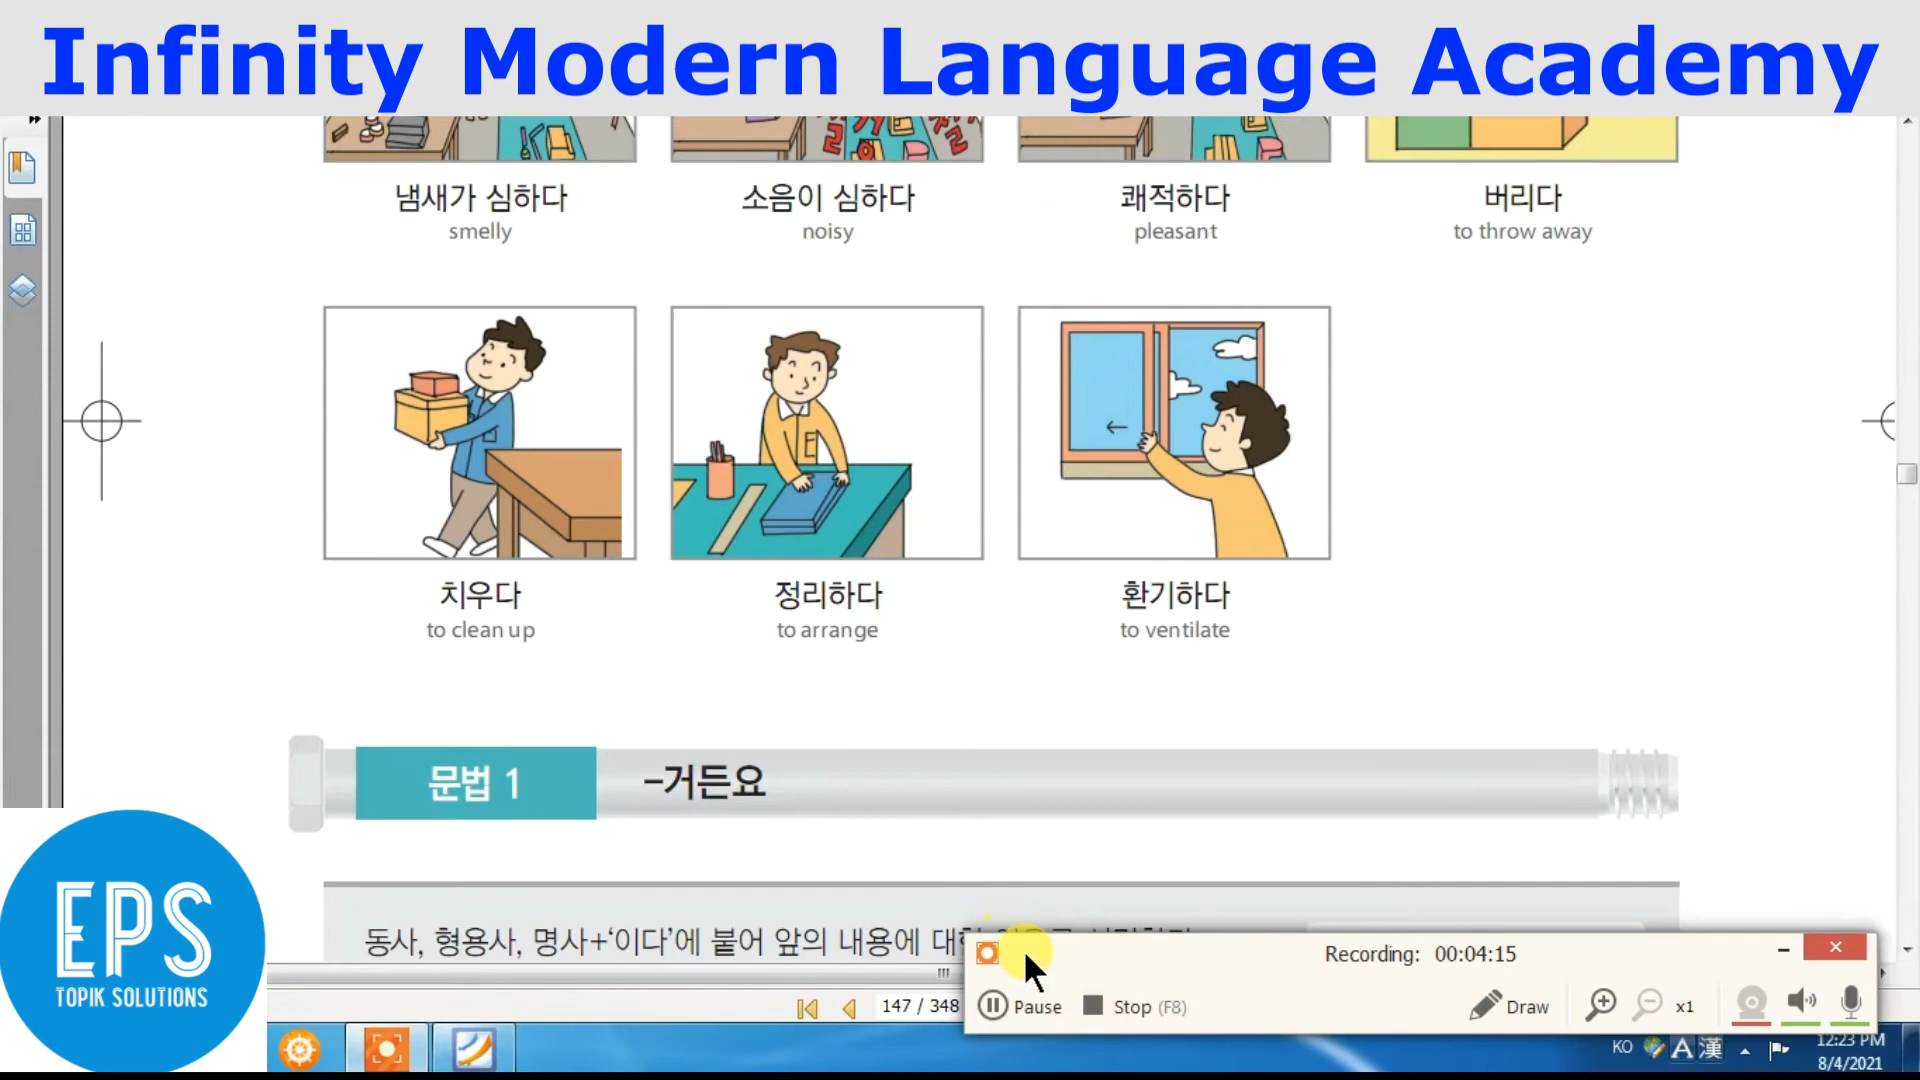 Infinity Modern Language Academy
냄새가 심하다
smelly
소음이 심하다
noisy
쾌적하다
pleasant
버리다
to throw away
치우다
to clean up
정리하다
to arrange
환기하다
to ventilate
문법 1
-거든요
동사, 형용사, 명사+‘이다’에 붙어 앞의 내용에
Recording: 00:04:15
Pause
Stop (F8)
Draw
x1
147 / 348
EPS
TOPIK SOLUTIONS
KO
A 漢
12:23 PM
8/4/2021